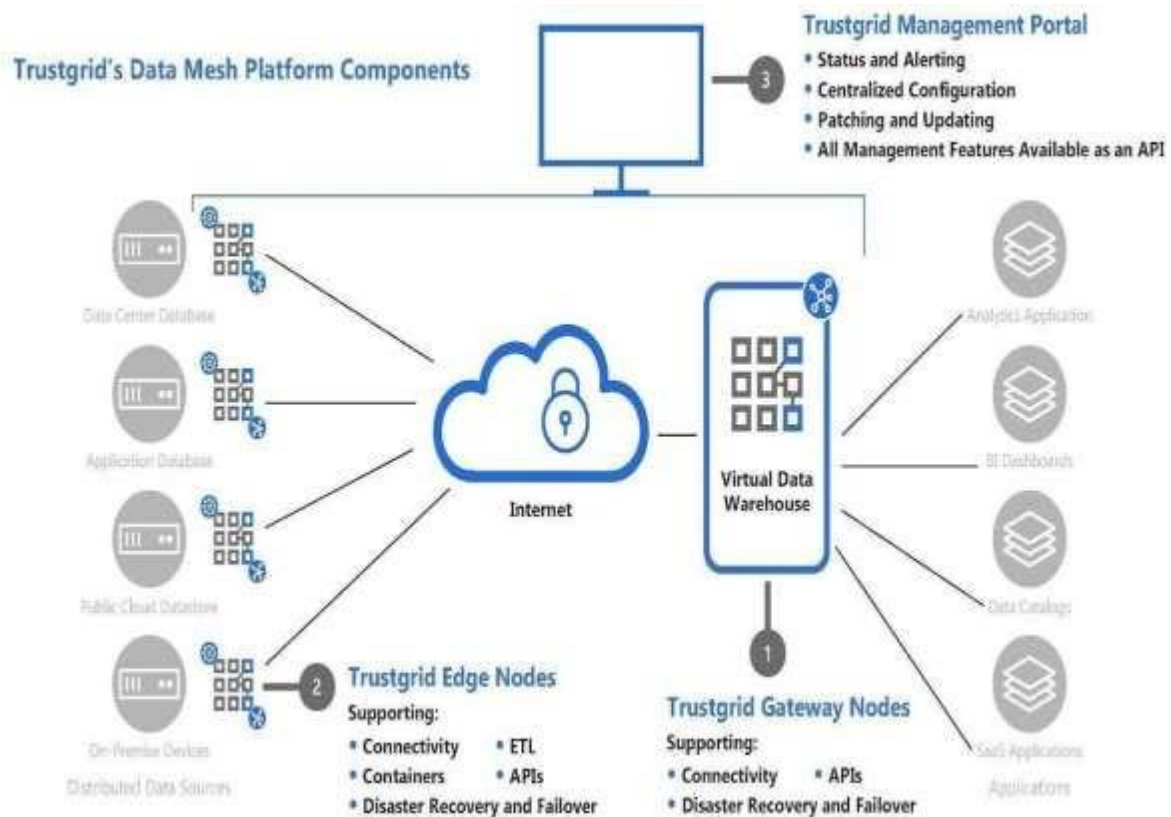 Trustgrid's Data Mesh Platform Components
Trustgrid Management Portal
• Status and Alerting
• Centralized Configuration
• Patching and Updating
• All Management Features Available as an API
3
Data Center Database
Application Database
Public Cloud Datastore
On-Premise Devices
Distributed Data Sources
Internet
Virtual Data
Warehouse
Analytics Application
BI Dashboards
Data Catalogs
SaaS Applications
Applications
2
Trustgrid Edge Nodes
Supporting:
• Connectivity • ETL
• Containers • APIs
• Disaster Recovery and Failover
1
Trustgrid Gateway Nodes
Supporting:
• Connectivity • APIs
• Disaster Recovery and Failover